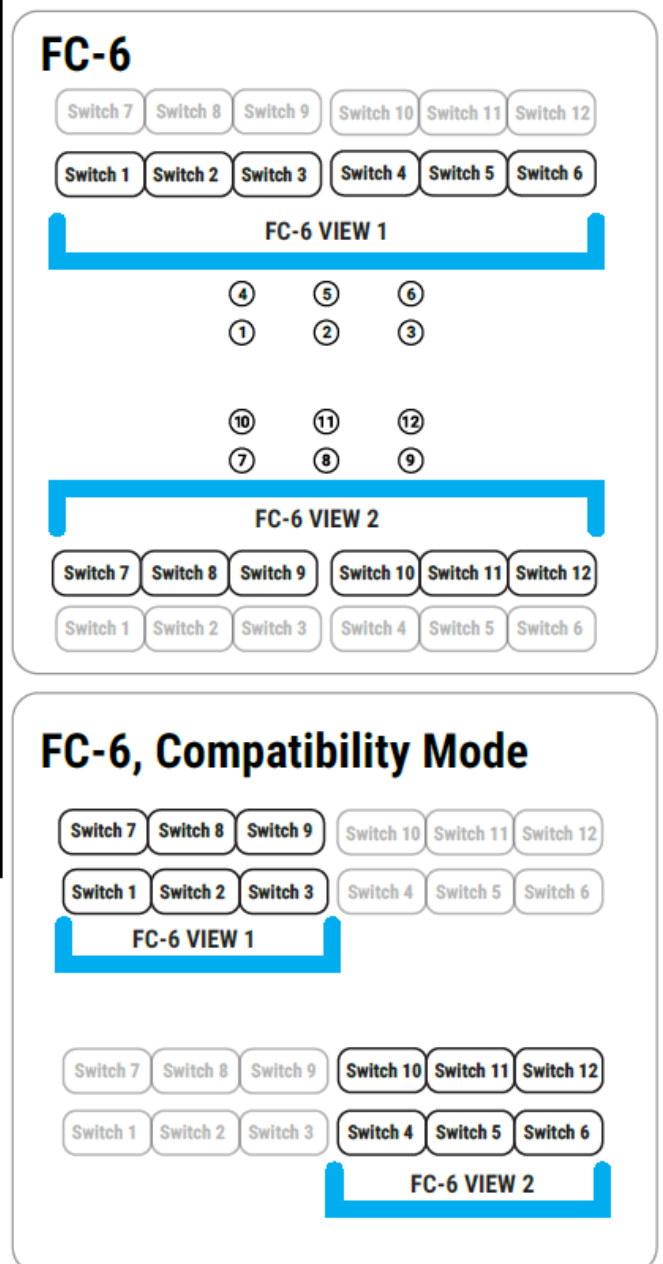 FC-6
Switch 7 Switch 8 Switch 9 Switch 10 Switch 11 Switch 12
Switch 1 Switch 2 Switch 3 Switch 4 Switch 5 Switch 6
FC-6 VIEW 1
4 5 6
1 2 3
10 11 12
7 8 9
FC-6 VIEW 2
Switch 7 Switch 8 Switch 9 Switch 10 Switch 11 Switch 12
Switch 1 Switch 2 Switch 3 Switch 4 Switch 5 Switch 6
FC-6, Compatibility Mode
Switch 7 Switch 8 Switch 9 Switch 10 Switch 11 Switch 12
Switch 1 Switch 2 Switch 3 Switch 4 Switch 5 Switch 6
FC-6 VIEW 1
Switch 7 Switch 8 Switch 9 Switch 10 Switch 11 Switch 12
Switch 1 Switch 2 Switch 3 Switch 4 Switch 5 Switch 6
FC-6 VIEW 2